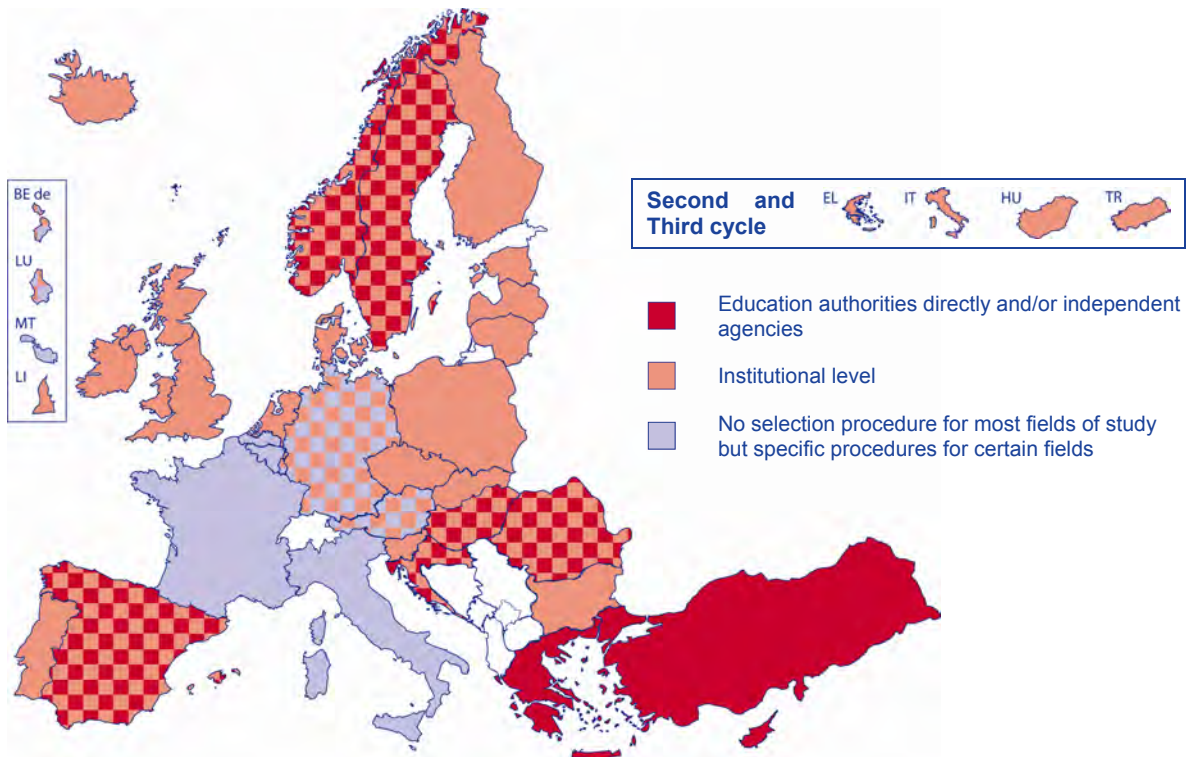 BE de
LU
MT
LI
Second and
Third cycle
EL
IT
HU
TR
Education authorities directly and/or independent
agencies
Institutional level
No selection procedure for most fields of study
but specific procedures for certain fields